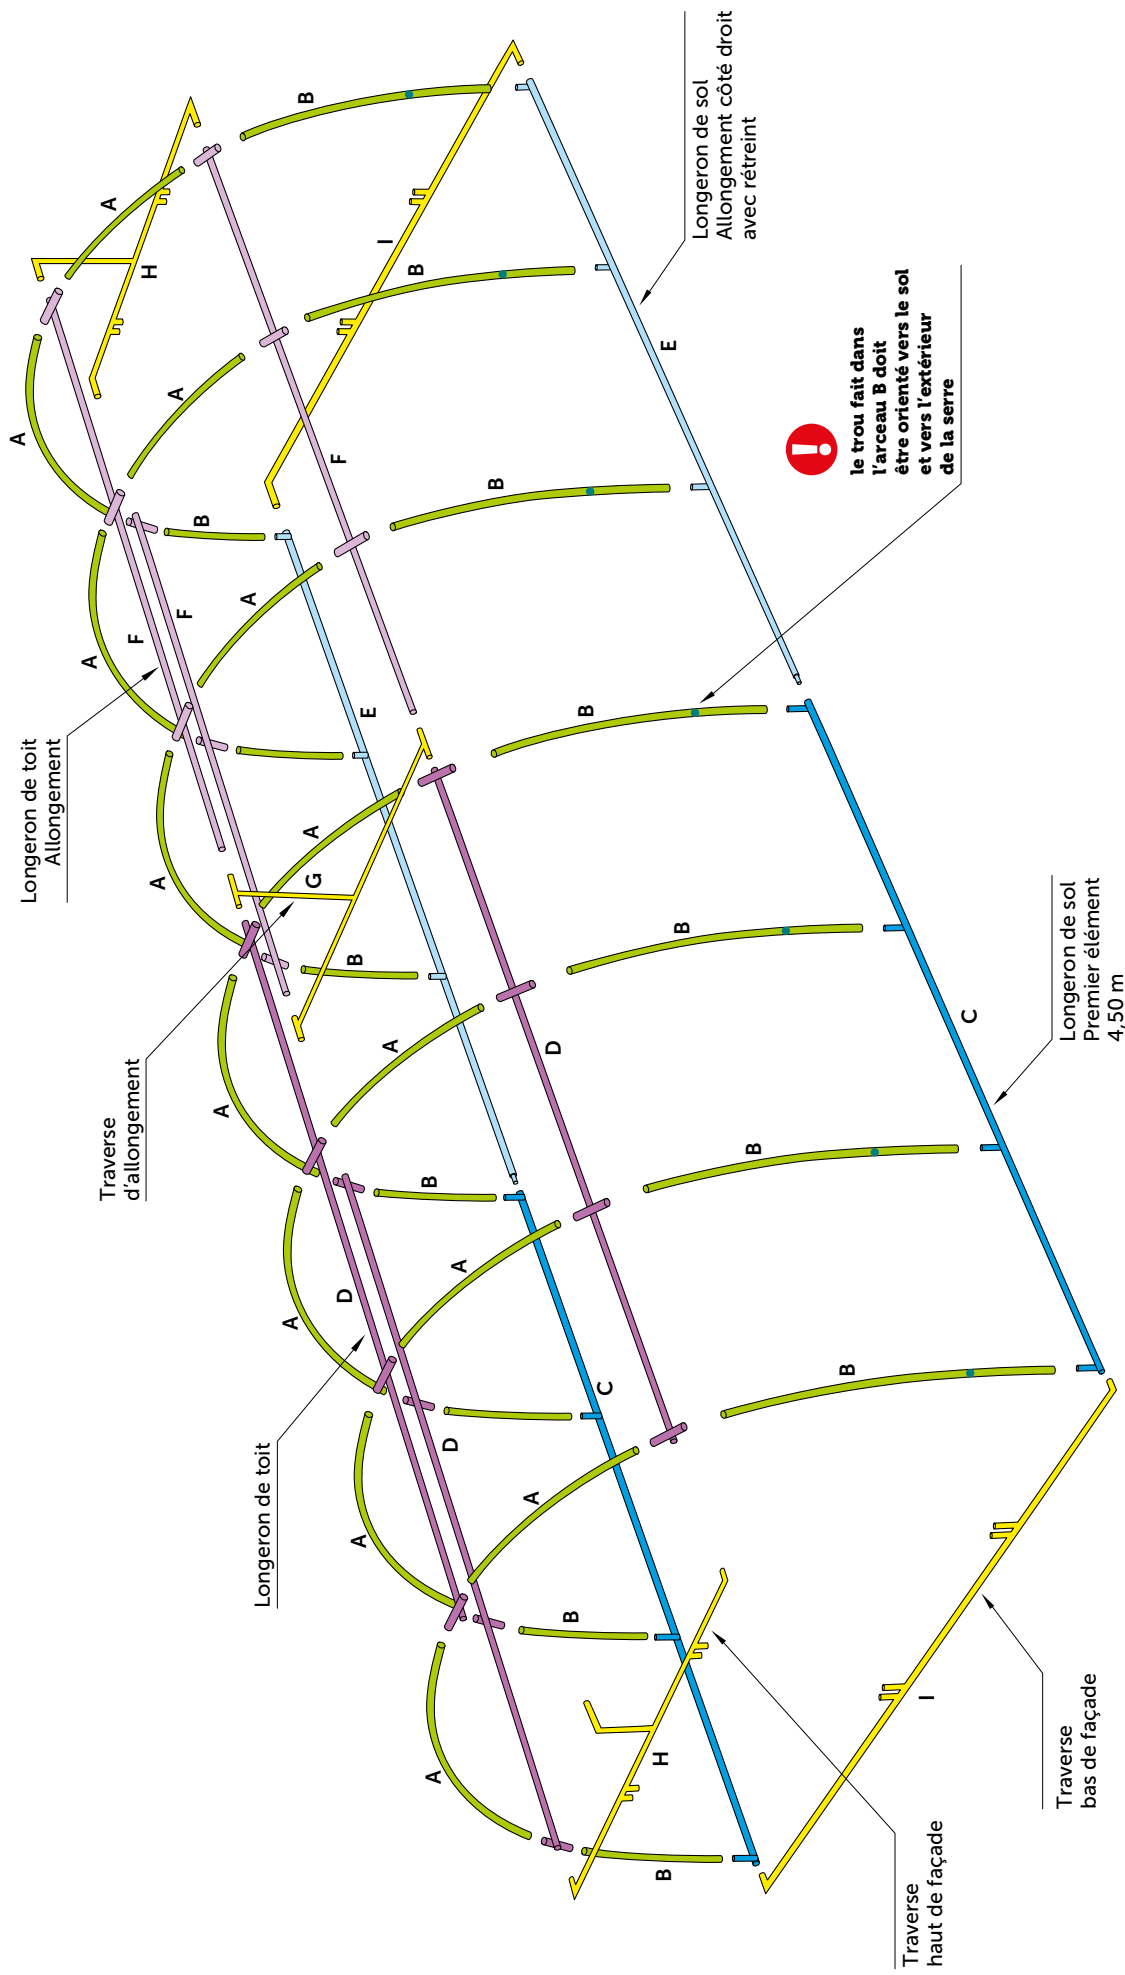 A
Longeron de toit
Allongement
A
Traverse
d'allongement
A
F
H
A
A
F
B
A
A
Longeron de toit
A
B
A
G
F
D
B
A
E
I
A
B
B
A
D
A
B
A
D
B
B
C
H
B
E
B
Longeron de sol
Allongement côté droit
avec rétreint
B
!
B
le trou fait dans
l'arceau B doit
être orienté vers le sol
et vers l'extérieur
de la serre
Traverse
haut de façade
I
C
Traverse
bas de façade
Longeron de sol
Premier élément
4,50 m